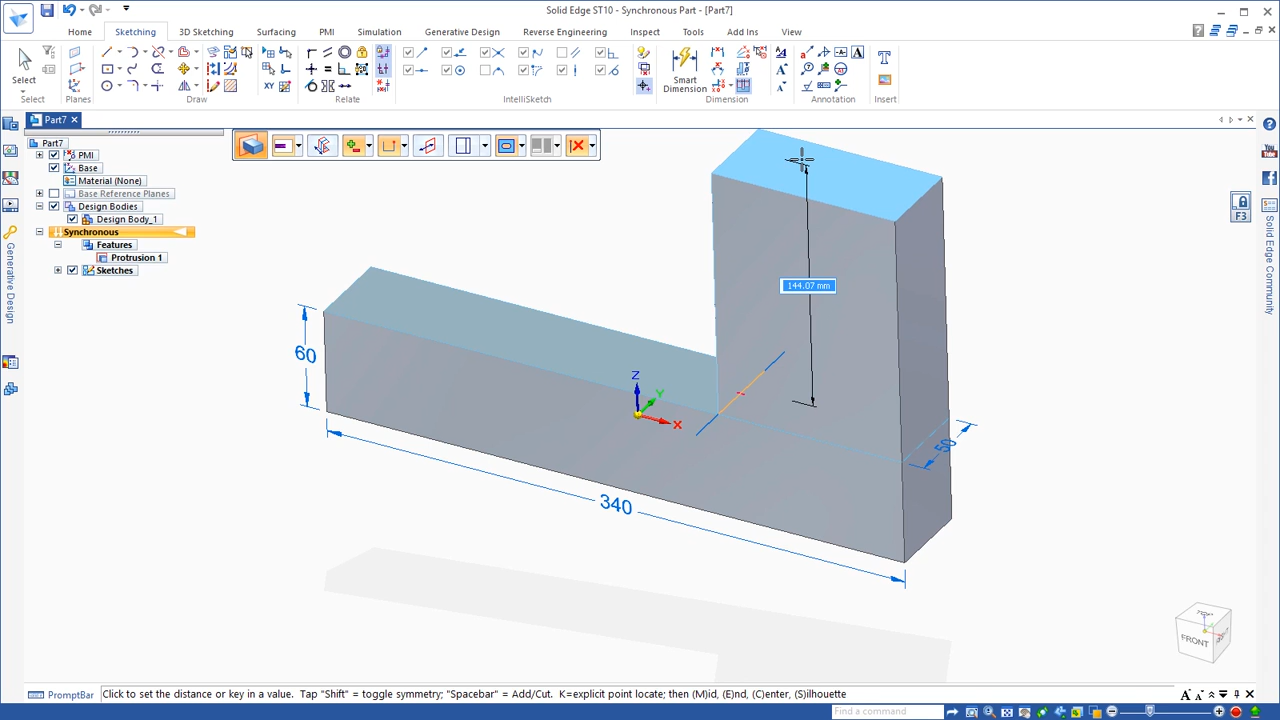 Solid Edge ST10 - Synchronous Part - [Part7]
Home Sketching 3D Sketching Surfacing PMI Simulation Generative Design Reverse Engineering Inspect Tools Add Ins View
Select
Smart Dimension
Select Planes Draw Relate IntelliSketch Dimension Annotation Insert
Part7
Part7
PMI
Base
Material (None)
Base Reference Planes
Design Bodies
Design Body_1
Synchronous
Features
Protrusion 1
Sketches
Generative Design
F3
You Tube
Solid Edge Community
144.07 mm
60
340
50
Z
Y
X
TOP
FRONT
PromptBar
Click to set the distance or key in a value. Tap "Shift" = toggle symmetry; "Spacebar" = Add/Cut. K=explicit point locate; then (M)id, (E)nd, (C)enter, (S)ilhouette
Find a command